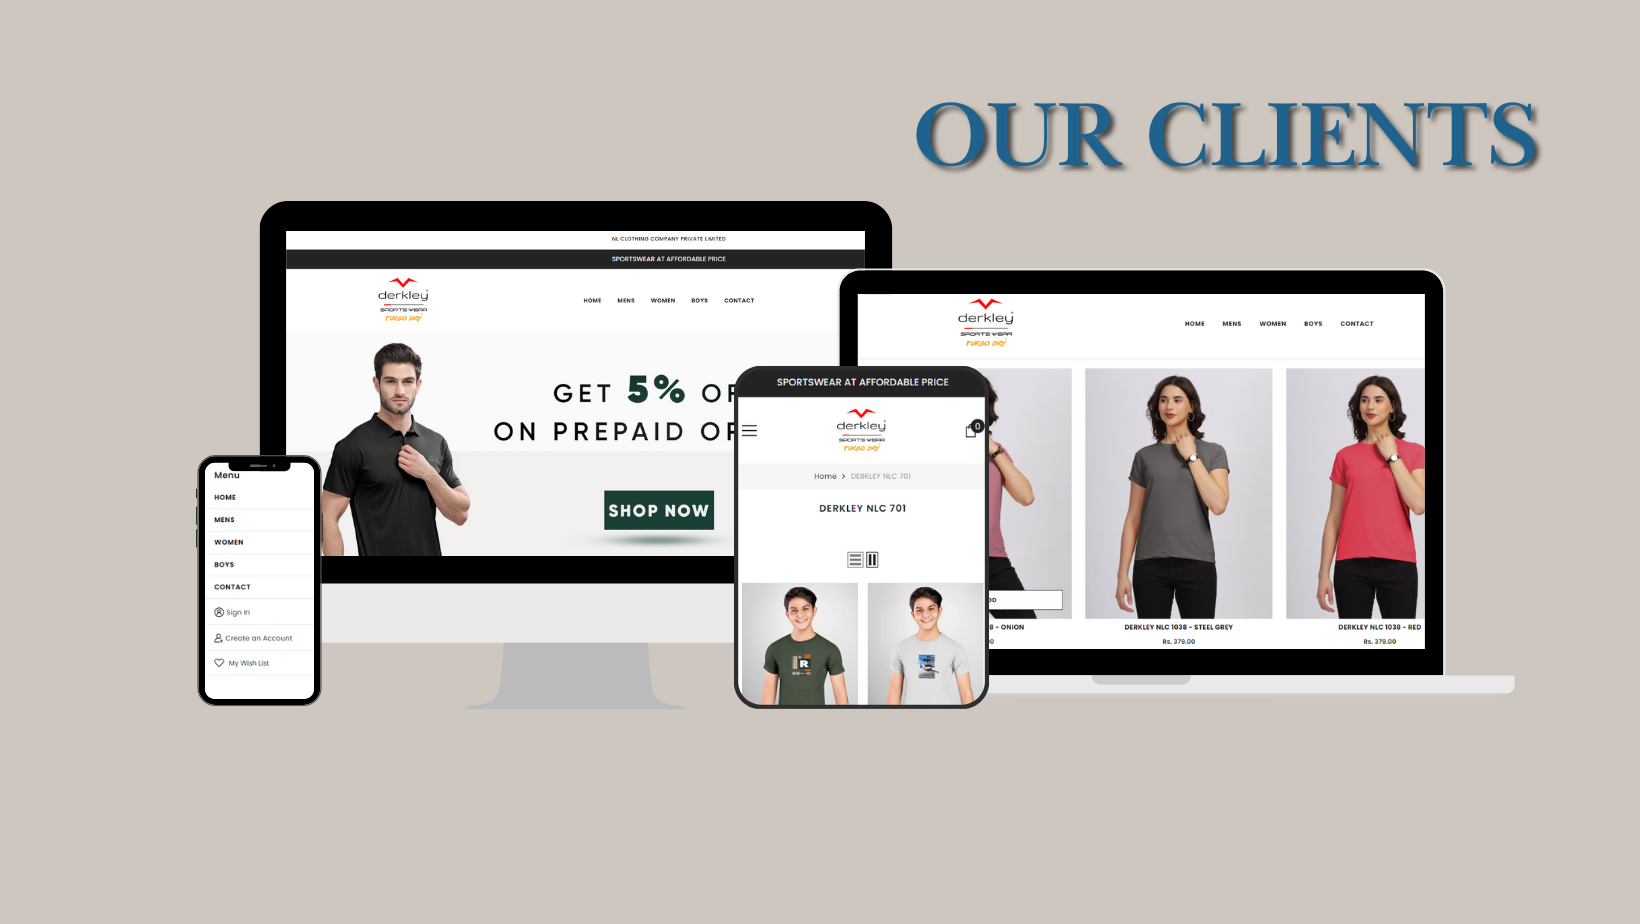 OUR CLIENTS
NL CLOTHING COMPANY PRIVATE LIMITED
SPORTSWEAR AT AFFORDABLE PRICE
derkley
SPORTS WEAR
TURBO DRY
HOME MENS WOMEN BOYS CONTACT
GET 5% OF
ON PREPAID OF
SHOP NOW
derkley
SPORTS WEAR
TURBO DRY
HOME MENS WOMEN BOYS CONTACT
8 - ONION
DERKLEY NLC 1038 - STEEL GREY
Rs. 379.00
DERKLEY NLC 1038 - RED
Rs. 379.00
SPORTSWEAR AT AFFORDABLE PRICE
derkley
SPORTS WEAR
TURBO DRY
0
Home > DERKLEY NLC 701
DERKLEY NLC 701
R
Menu
HOME
MENS
WOMEN
BOYS
CONTACT
Sign In
Create an Account
My Wish List